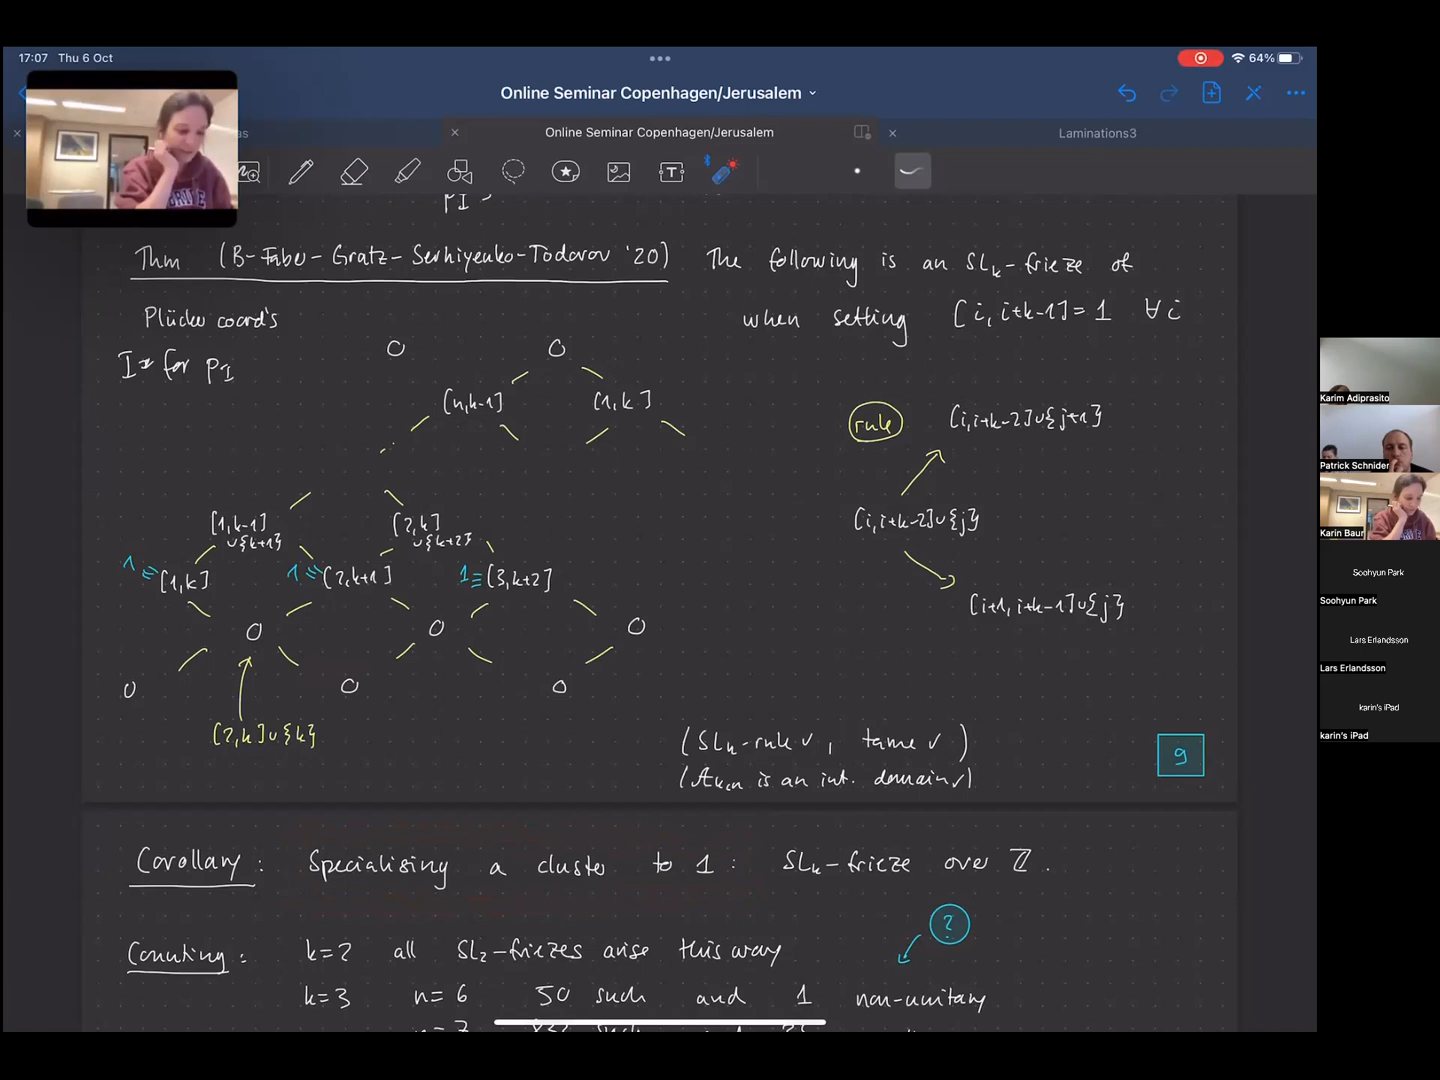 17:07 Thu 6 Oct
64%
Online Seminar Copenhagen/Jerusalem
as
Online Seminar Copenhagen/Jerusalem
Laminations3
T
PI
Thm (B-Faber-Gratz-Serhiyenko-Todorov '20) The following is an SLk-frieze of
when setting [i, i+k-1] = 1 ∀i
Plücker coord's
I for pI
0 0
[n,k-1] [1,k]
rule
[i,i+k-2]∪{j+1}
[i,i+k-2]∪{j}
[i+1,i+k-1]∪{j}
[1,k-1] ∪{k+1}
[2,k] ∪{k+2}
1 ≡ [1,k] 1 ≡ [2,k+1] 1 ≡ [3,k+2]
0 0 0
0 0 0
[2,k]∪{k}
(SLk-rule ✓, tame ✓)
(Ak,n is an int. domain ✓)
9
Corollary: Specialising a cluster to 1: SLk-frieze over ℤ.
?
Counting: k=2 all SL2-friezes arise this way
k=3 n=6 50 such and 1 non-unitary
Karim Adiprasito
Patrick Schnider
Karin Baur
Soohyun Park
Soohyun Park
Lars Erlandsson
Lars Erlandsson
karin's iPad
karin's iPad